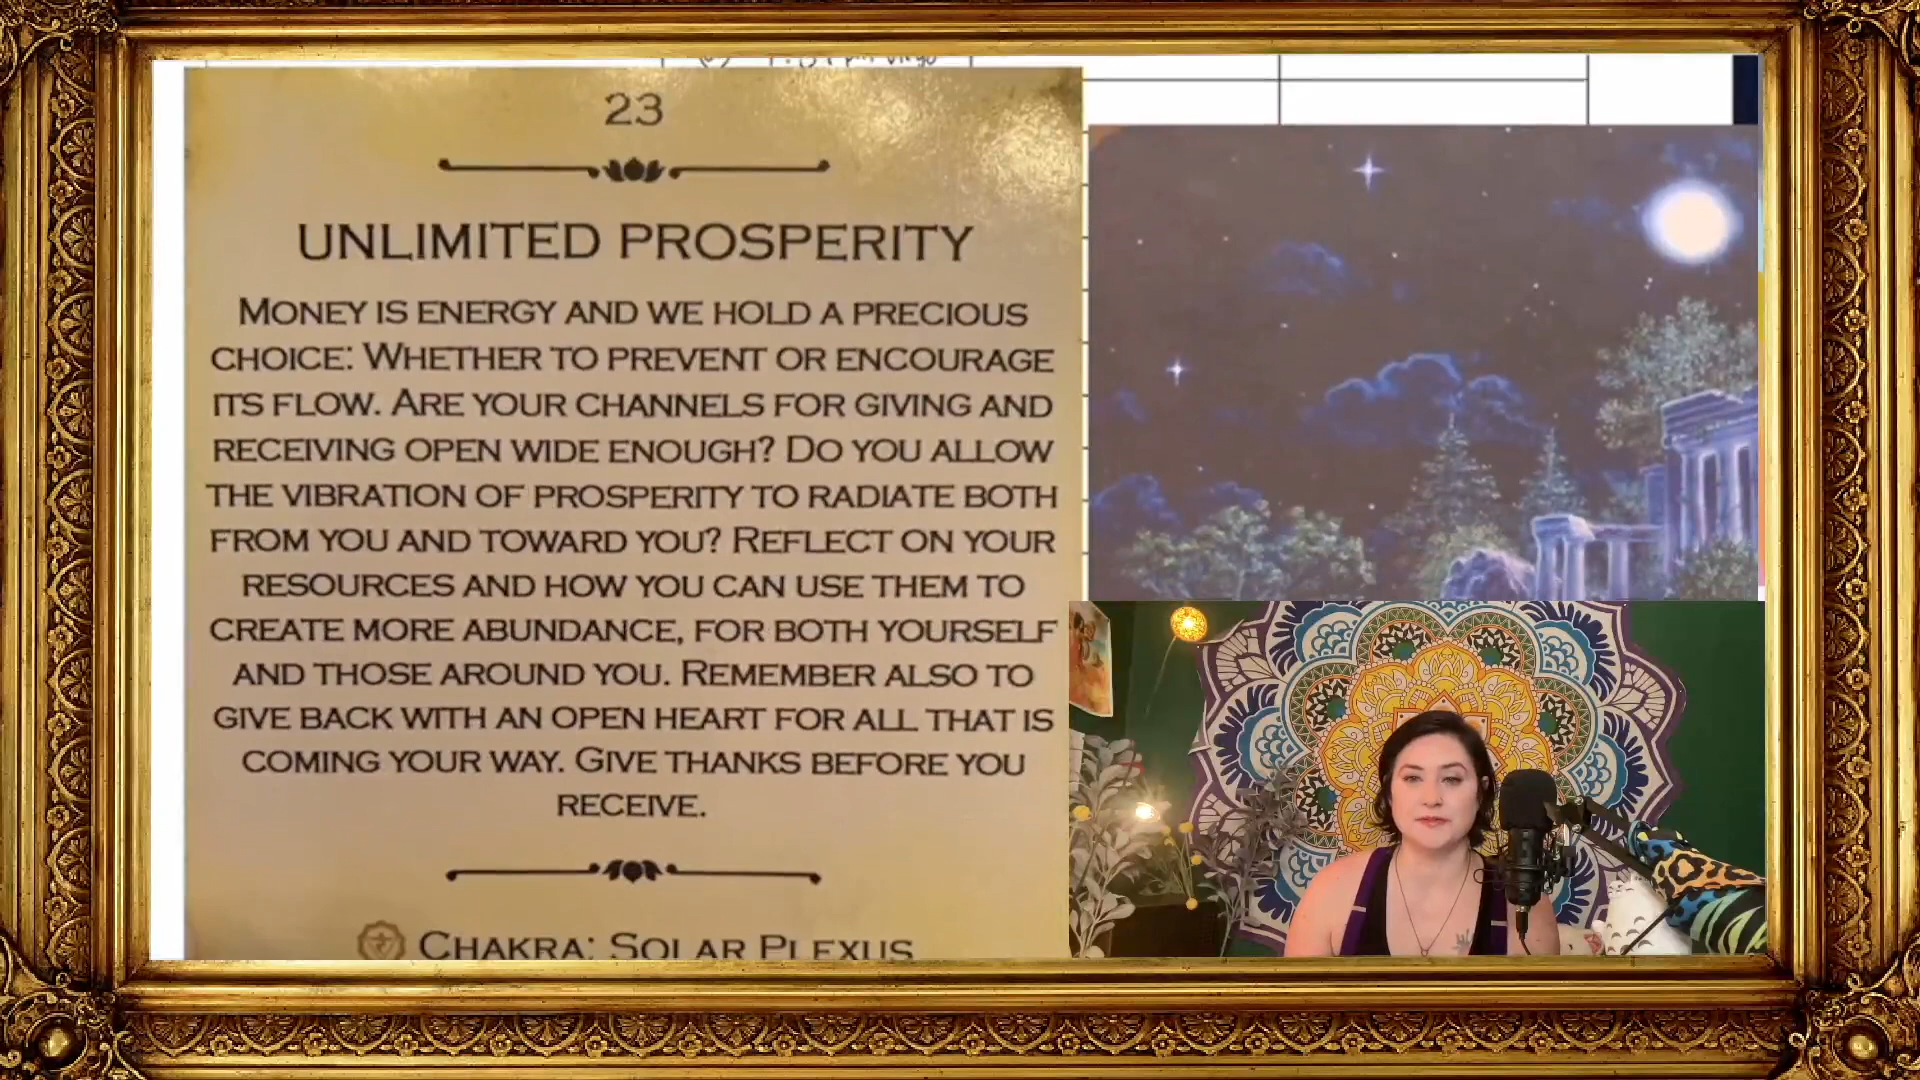 23
UNLIMITED PROSPERITY
MONEY IS ENERGY AND WE HOLD A PRECIOUS
CHOICE: WHETHER TO PREVENT OR ENCOURAGE
ITS FLOW. ARE YOUR CHANNELS FOR GIVING AND
RECEIVING OPEN WIDE ENOUGH? DO YOU ALLOW
THE VIBRATION OF PROSPERITY TO RADIATE BOTH
FROM YOU AND TOWARD YOU? REFLECT ON YOUR
RESOURCES AND HOW YOU CAN USE THEM TO
CREATE MORE ABUNDANCE, FOR BOTH YOURSELF
AND THOSE AROUND YOU. REMEMBER ALSO TO
GIVE BACK WITH AN OPEN HEART FOR ALL THAT IS
COMING YOUR WAY. GIVE THANKS BEFORE YOU
RECEIVE.
CHAKRA: SOLAR PLEXUS